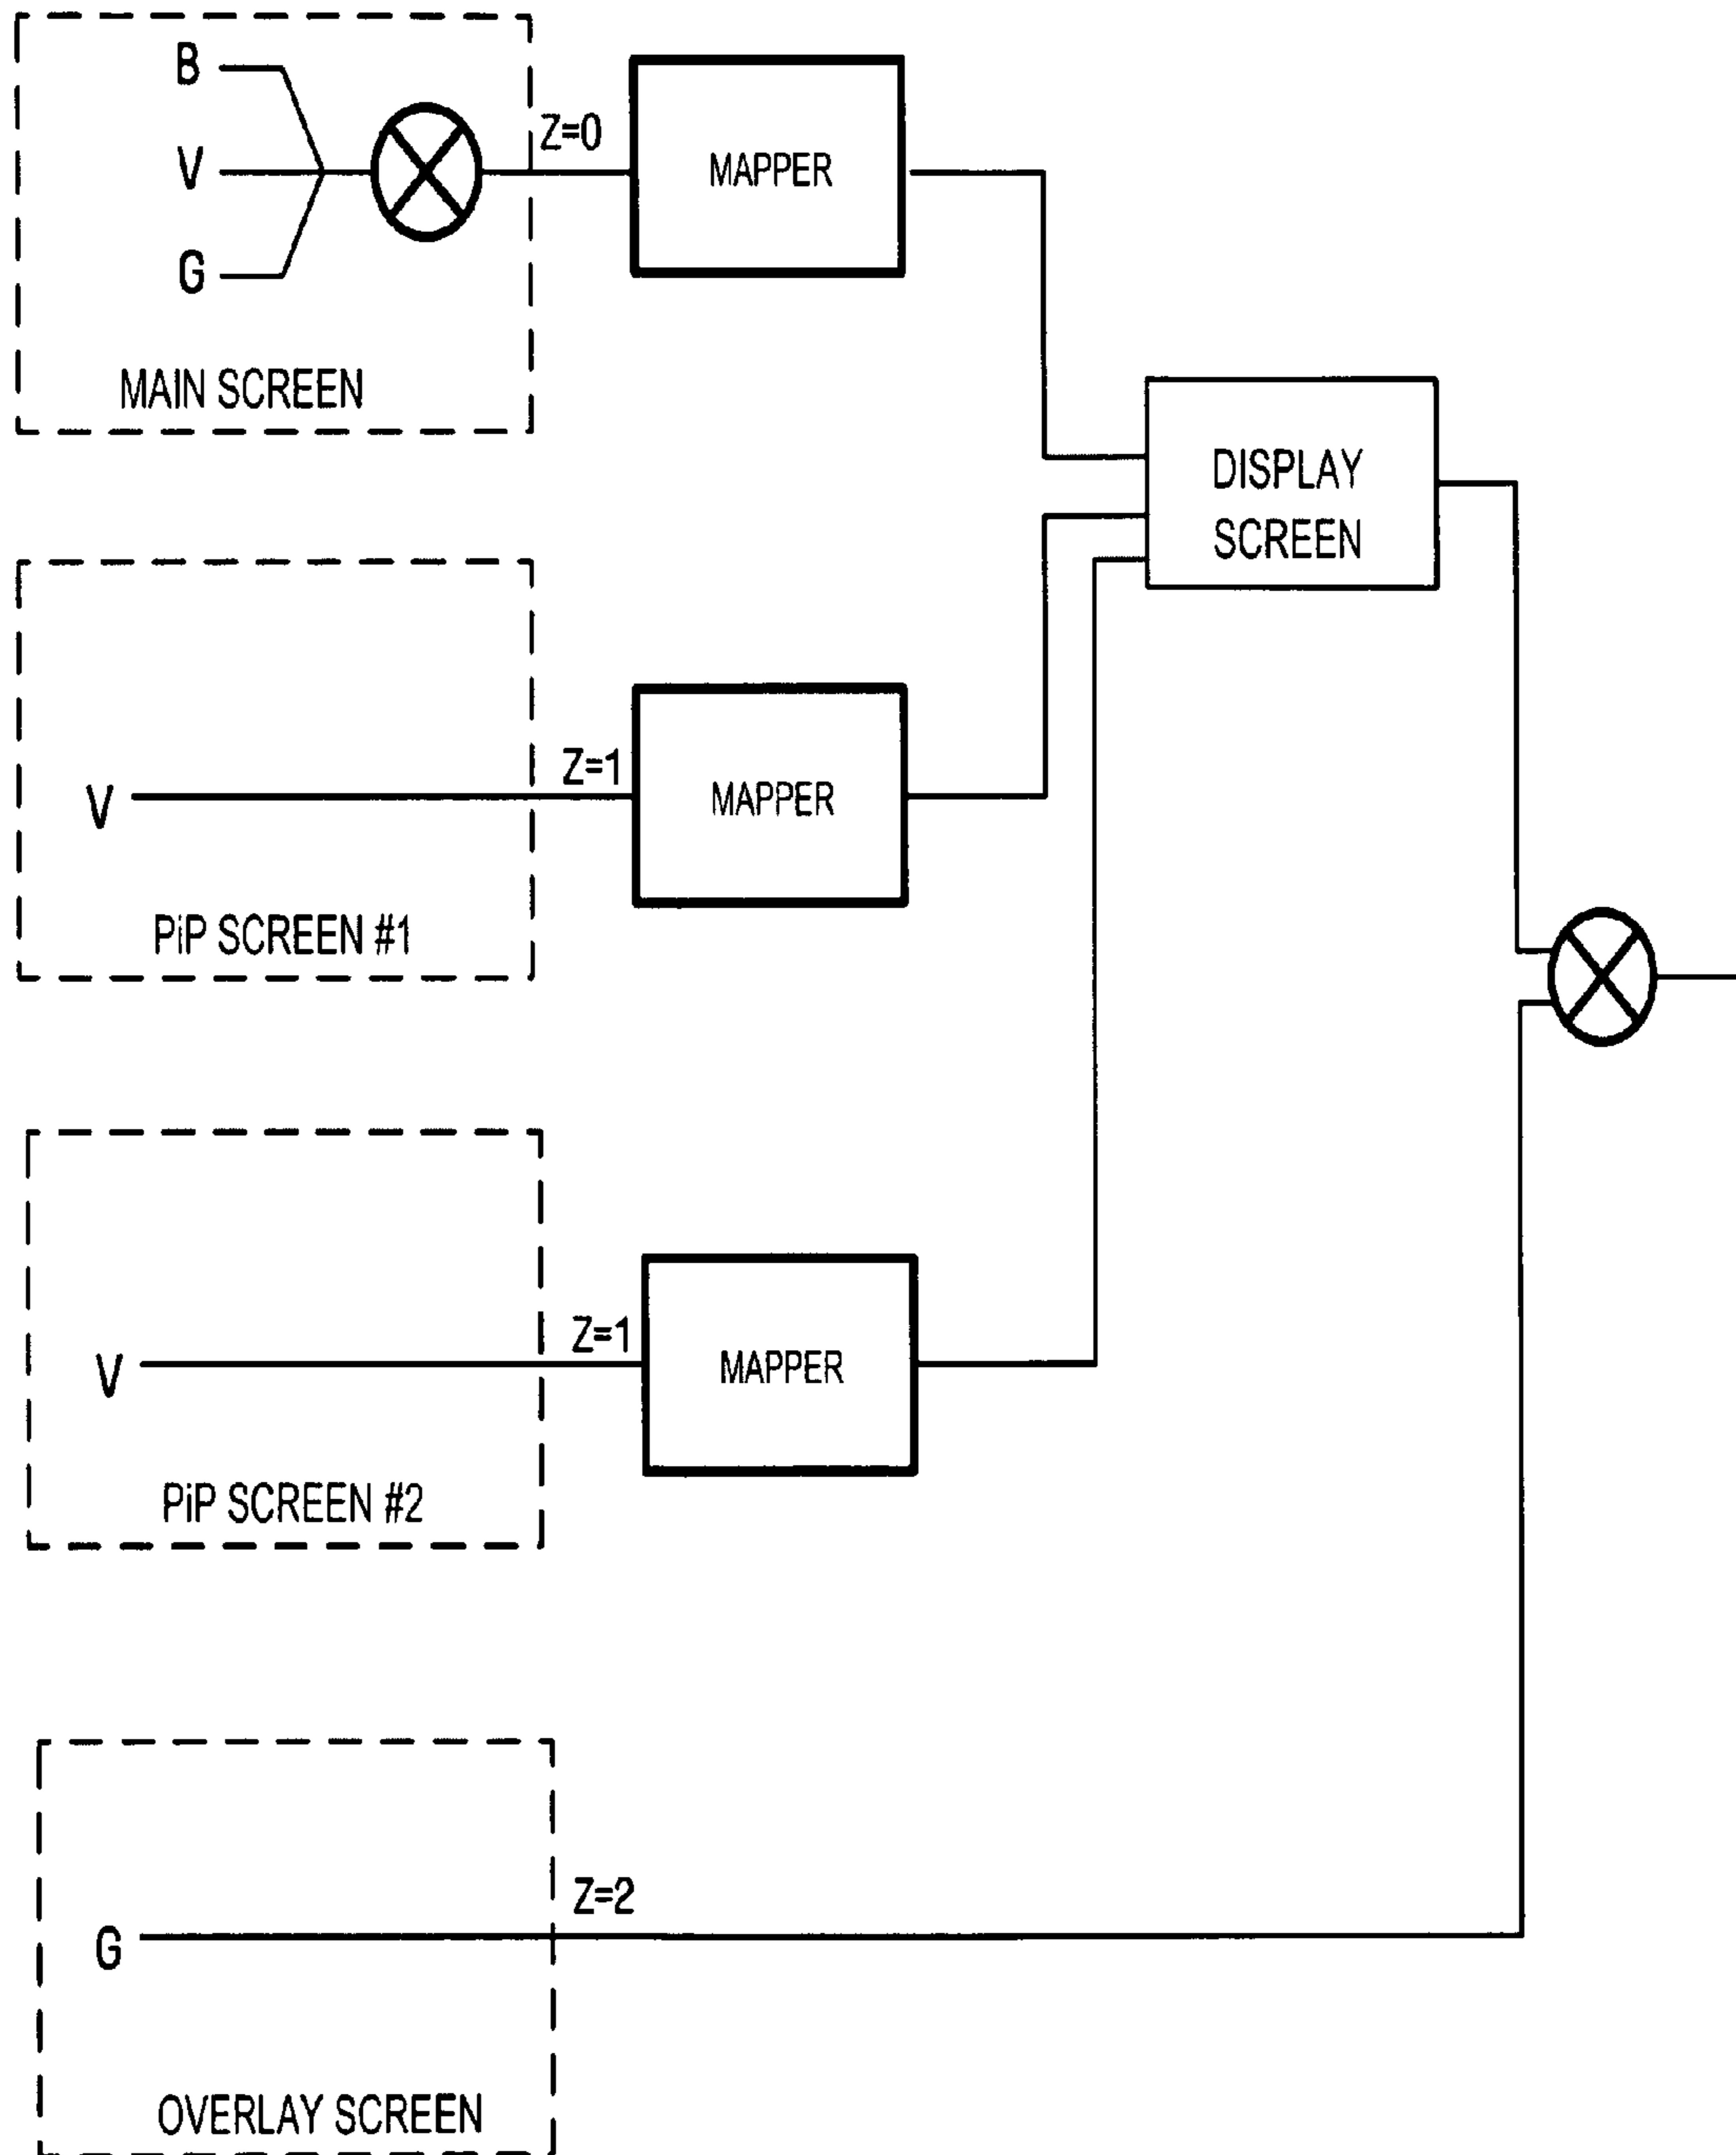 B
V
G
Z=0
MAPPER
MAIN SCREEN
DISPLAY
SCREEN
V
Z=1
MAPPER
PiP SCREEN #1
V
Z=1
MAPPER
PiP SCREEN #2
G
Z=2
OVERLAY SCREEN